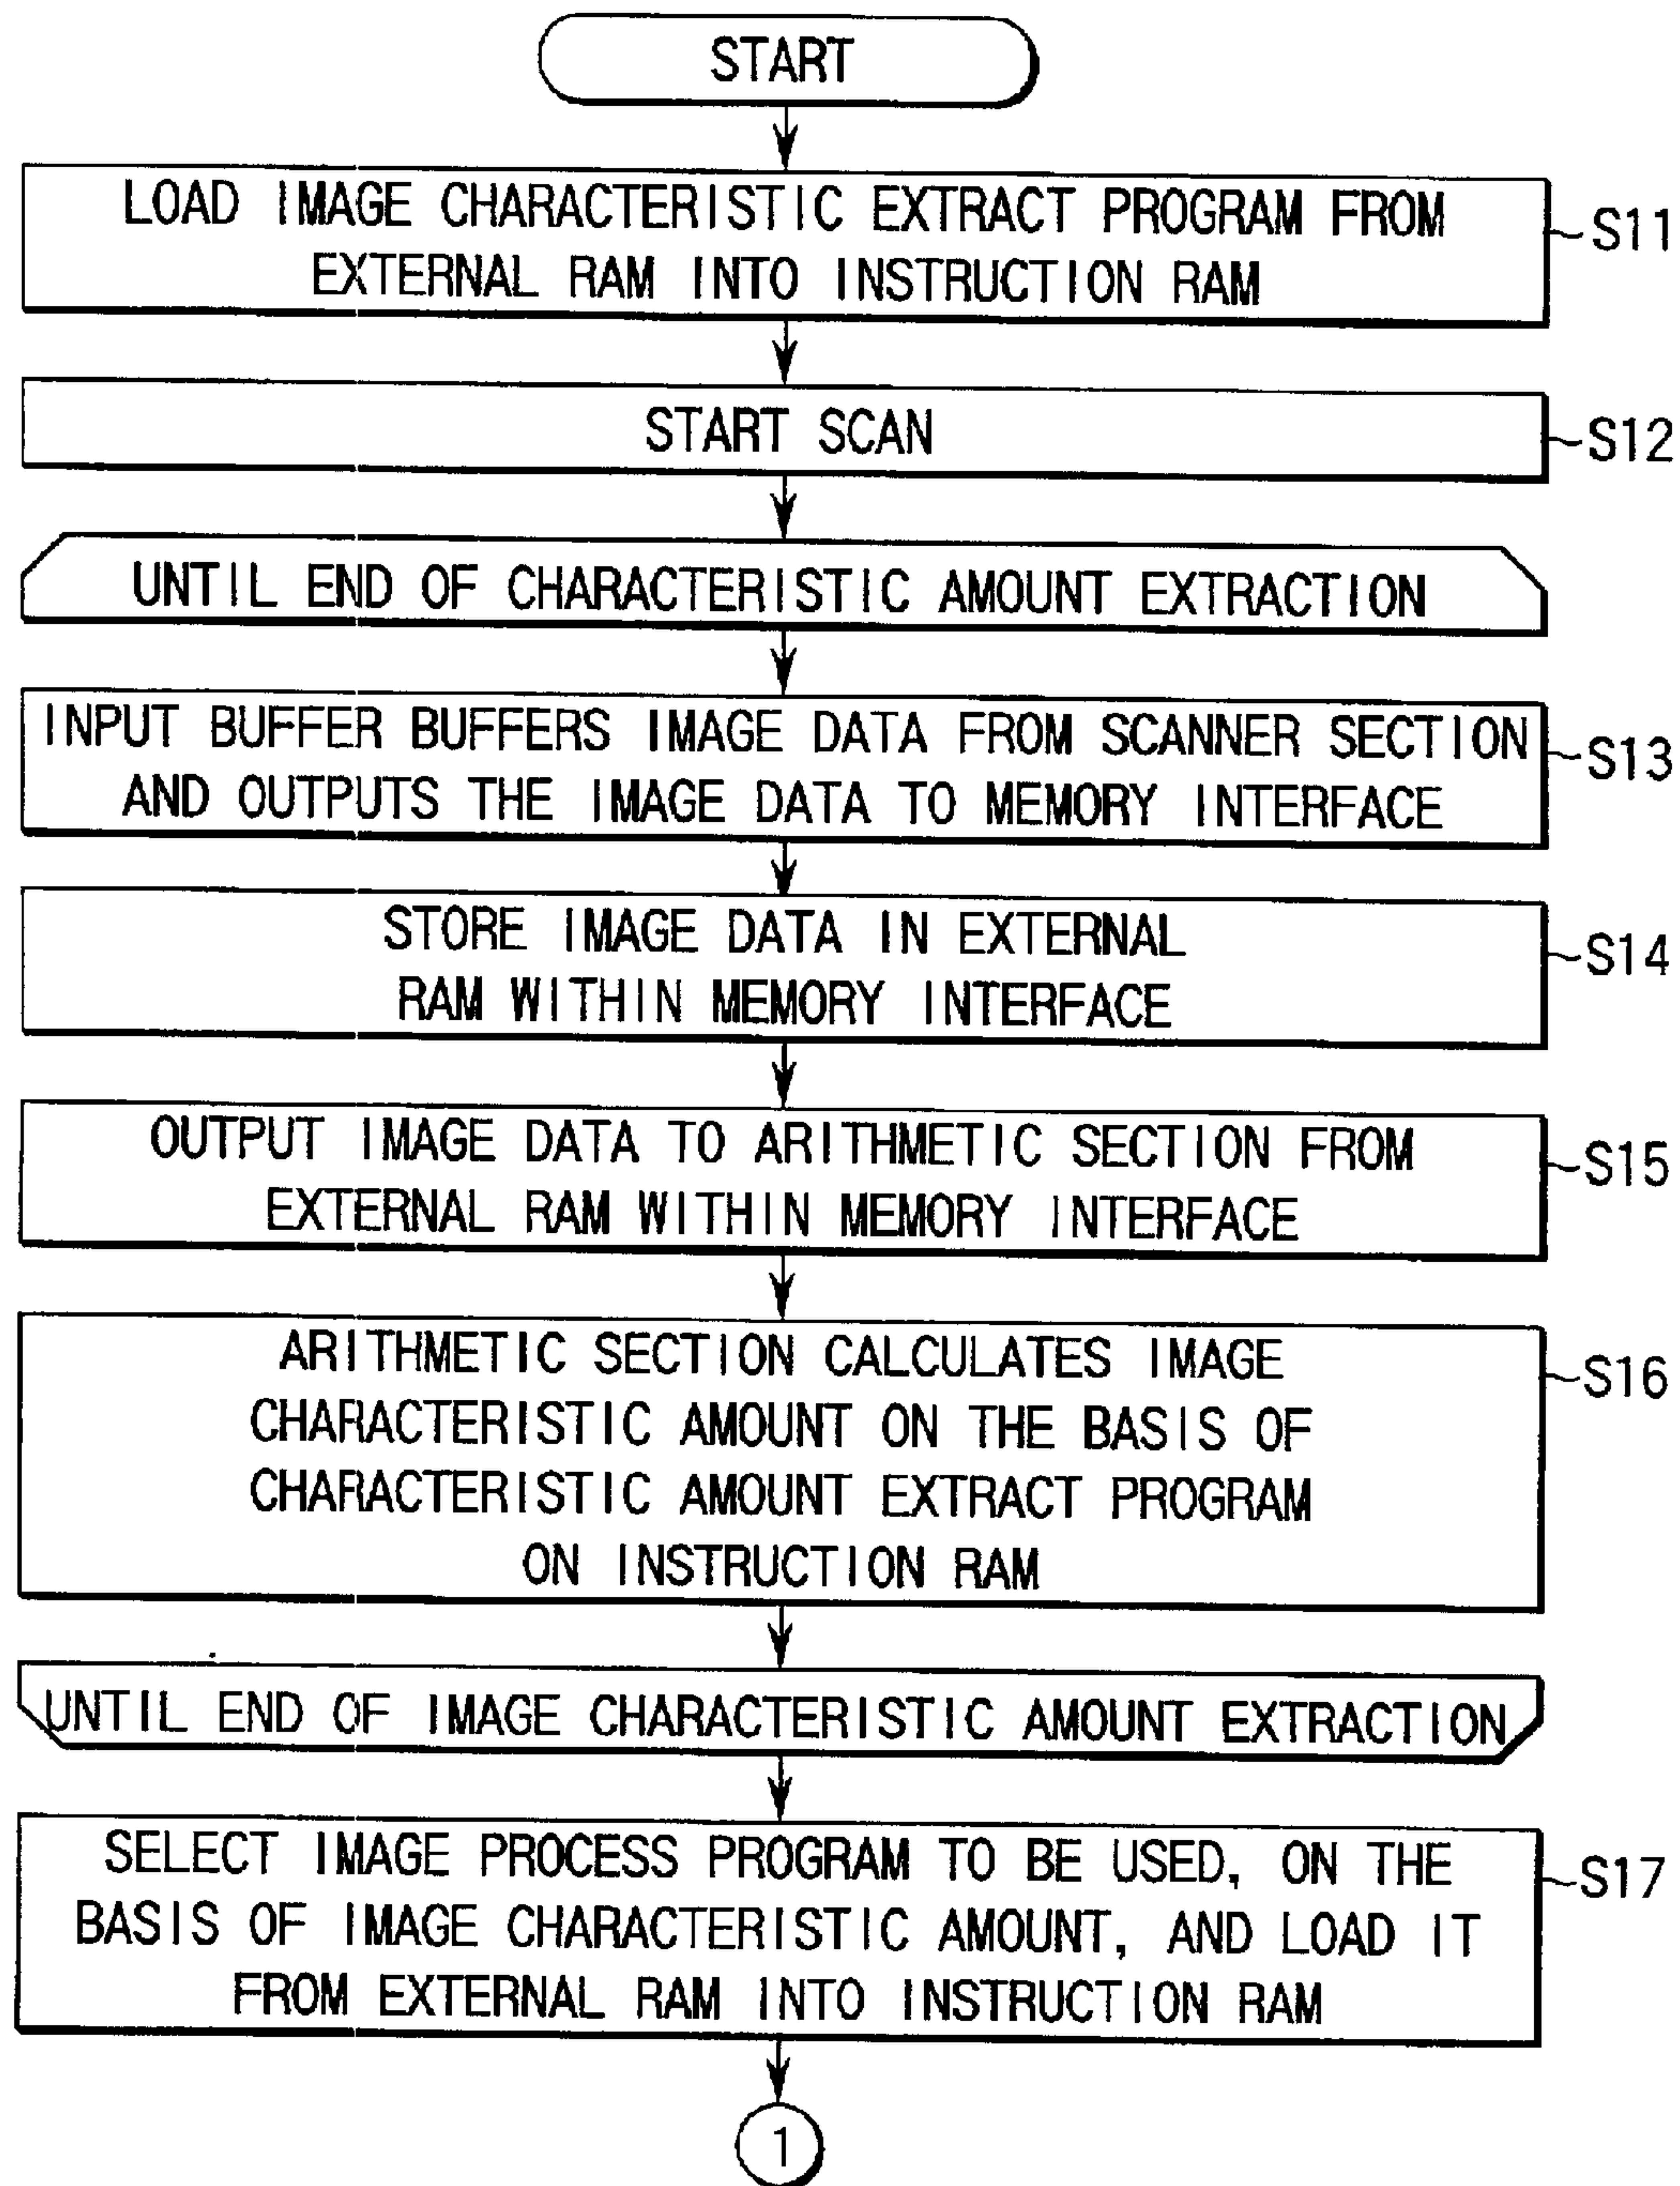 START
LOAD IMAGE CHARACTERISTIC EXTRACT PROGRAM FROM
EXTERNAL RAM INTO INSTRUCTION RAM
S11
START SCAN
S12
UNTIL END OF CHARACTERISTIC AMOUNT EXTRACTION
INPUT BUFFER BUFFERS IMAGE DATA FROM SCANNER SECTION
AND OUTPUTS THE IMAGE DATA TO MEMORY INTERFACE
S13
STORE IMAGE DATA IN EXTERNAL
RAM WITHIN MEMORY INTERFACE
S14
OUTPUT IMAGE DATA TO ARITHMETIC SECTION FROM
EXTERNAL RAM WITHIN MEMORY INTERFACE
S15
ARITHMETIC SECTION CALCULATES IMAGE
CHARACTERISTIC AMOUNT ON THE BASIS OF
CHARACTERISTIC AMOUNT EXTRACT PROGRAM
ON INSTRUCTION RAM
S16
UNTIL END OF IMAGE CHARACTERISTIC AMOUNT EXTRACTION
SELECT IMAGE PROCESS PROGRAM TO BE USED, ON THE
BASIS OF IMAGE CHARACTERISTIC AMOUNT, AND LOAD IT
FROM EXTERNAL RAM INTO INSTRUCTION RAM
S17
1